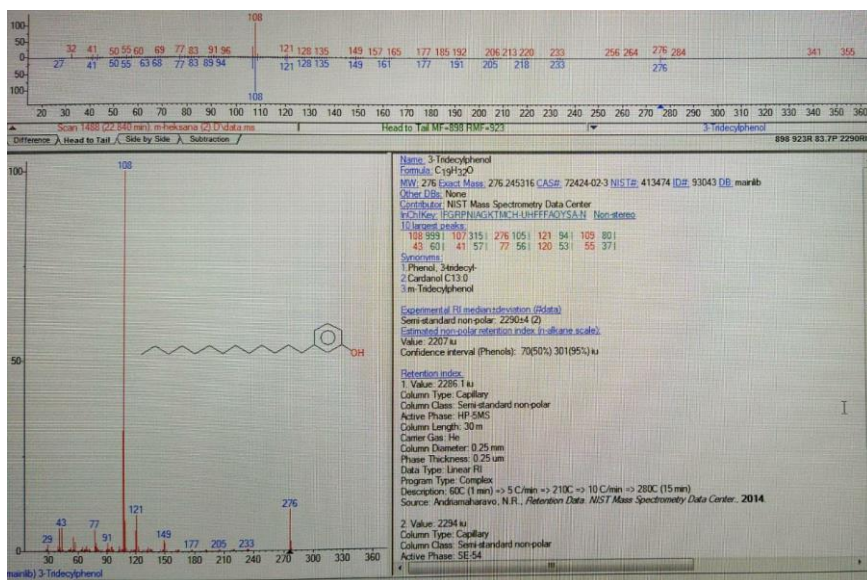 100
50
0
50
100
32 41 50 55 60 69 77 83 91 96 108 121 128 135 149 157 165 177 185 192 206 213 220 233 256 264 276 284 341 355
27 41 50 55 63 68 77 83 89 94 108 121 128 135 149 161 177 191 205 218 233 276
20 30 40 50 60 70 80 90 100 110 120 130 140 150 160 170 180 190 200 210 220 230 240 250 260 270 280 290 300 310 320 330 340 350 360
Scan 1488 (22.840 min): m-heksana (2) D\data.ms Head to Tail MF=898 RMF=923 3-Tridecylphenol
Difference Head to Tail Side by Side Subtraction 898 923R 83.7P 2290RI
100
50
0
108
OH
29 43 77 91 121 149 177 205 233 276
30 60 90 120 150 180 210 240 270 300 330 360
mainlib) 3-Tridecylphenol
Name: 3-Tridecylphenol
Formula: C19H32O
MW: 276 Exact Mass: 276.245316 CAS#: 72424-02-3 NIST#: 413474 ID#: 93043 DB: mainlib
Other DBs: None
Contributor: NIST Mass Spectrometry Data Center
InChIKey: IFGRPNIAGKTMCH-UHFFFAOYSA-N Non-stereo
10 largest peaks:
108 999 | 107 315 | 276 105 | 121 94 | 109 80 |
43 60 | 41 57 | 77 56 | 120 53 | 55 37 |
Synonyms:
1.Phenol, 3-tridecyl-
2.Cardanol C13:0
3.m-Tridecylphenol
Experimental RI median±deviation (#data)
Semi-standard non-polar: 2290±4 (2)
Estimated non-polar retention index (n-alkane scale):
Value: 2207 iu
Confidence interval (Phenols): 70(50%) 301(95%) iu
Retention index:
1. Value: 2286.1 iu
Column Type: Capillary
Column Class: Semi-standard non-polar
Active Phase: HP-5MS
Column Length: 30 m
Carrier Gas: He
Column Diameter: 0.25 mm
Phase Thickness: 0.25 um
Data Type: Linear RI
Program Type: Complex
Description: 60C (1 min) => 5 C/min => 210C => 10 C/min => 280C (15 min)
Source: Andriamaharavo, N.R., Retention Data. NIST Mass Spectrometry Data Center., 2014.
2. Value: 2294 iu
Column Type: Capillary
Column Class: Semi-standard non-polar
Active Phase: SE-54